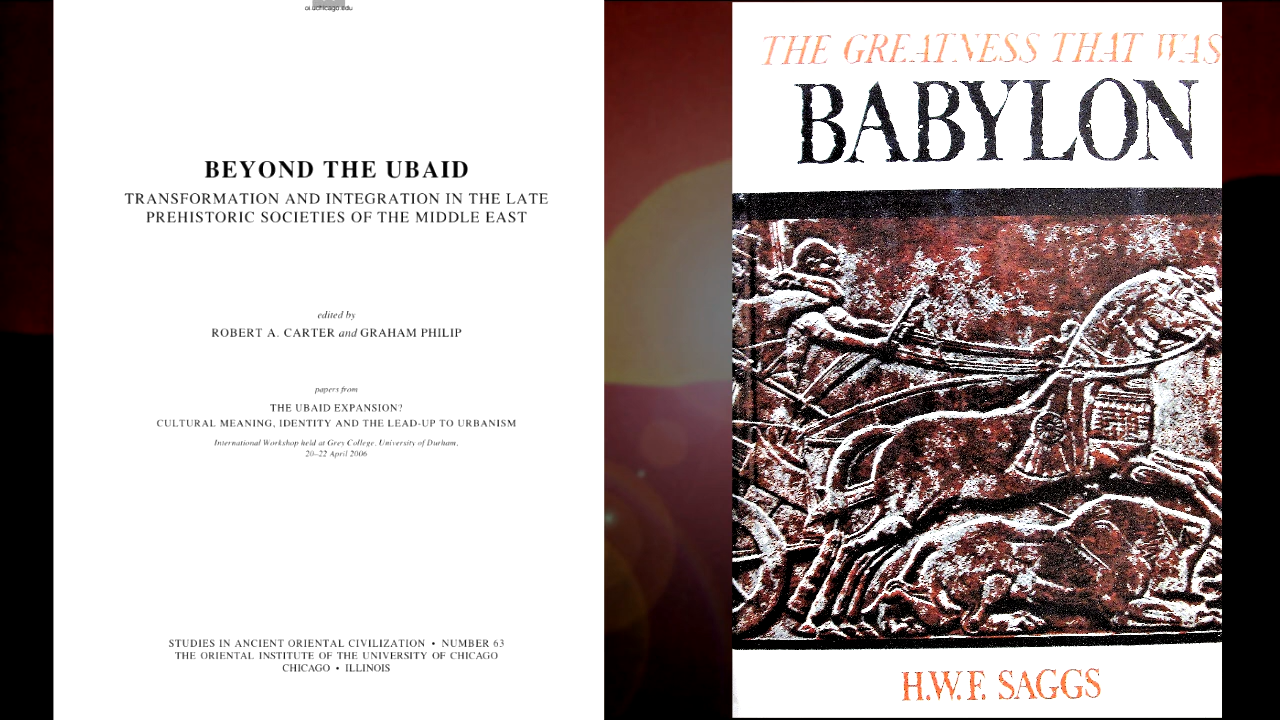 oi.uchicago.edu
BEYOND THE UBAID
TRANSFORMATION AND INTEGRATION IN THE LATE
PREHISTORIC SOCIETIES OF THE MIDDLE EAST
edited by
ROBERT A. CARTER and GRAHAM PHILIP
papers from
THE UBAID EXPANSION?
CULTURAL MEANING, IDENTITY AND THE LEAD-UP TO URBANISM
International Workshop held at Grey College, University of Durham,
20–22 April 2006
STUDIES IN ANCIENT ORIENTAL CIVILIZATION • NUMBER 63
THE ORIENTAL INSTITUTE OF THE UNIVERSITY OF CHICAGO
CHICAGO • ILLINOIS
THE GREATNESS THAT WAS
BABYLON
H.W.F. SAGGS